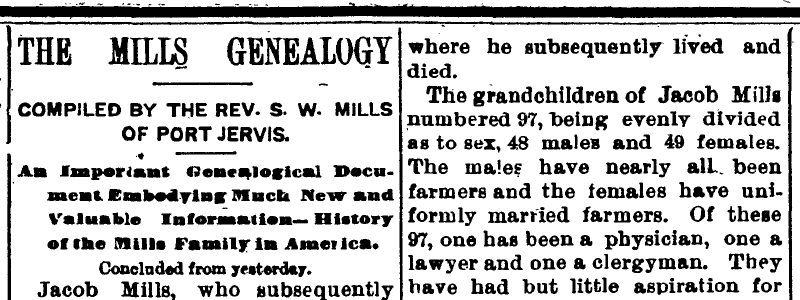 THE MILLS GENEALOGY
COMPILED BY THE REV. S. W. MILLS
OF PORT JERVIS.
An Important Genealogical Docu-
ment Embodying Much New and
Valuable Information—History
of the Mills Family in America.
Concluded from yesterday.
Jacob Mills, who subsequently
where he subsequently lived and
died.
The grandchildren of Jacob Mills
numbered 97, being evenly divided
as to sex, 48 males and 49 females.
The males have nearly all been
farmers and the females have uni-
formly married farmers. Of these
97, one has been a physician, one a
lawyer and one a clergyman. They
have had but little aspiration for